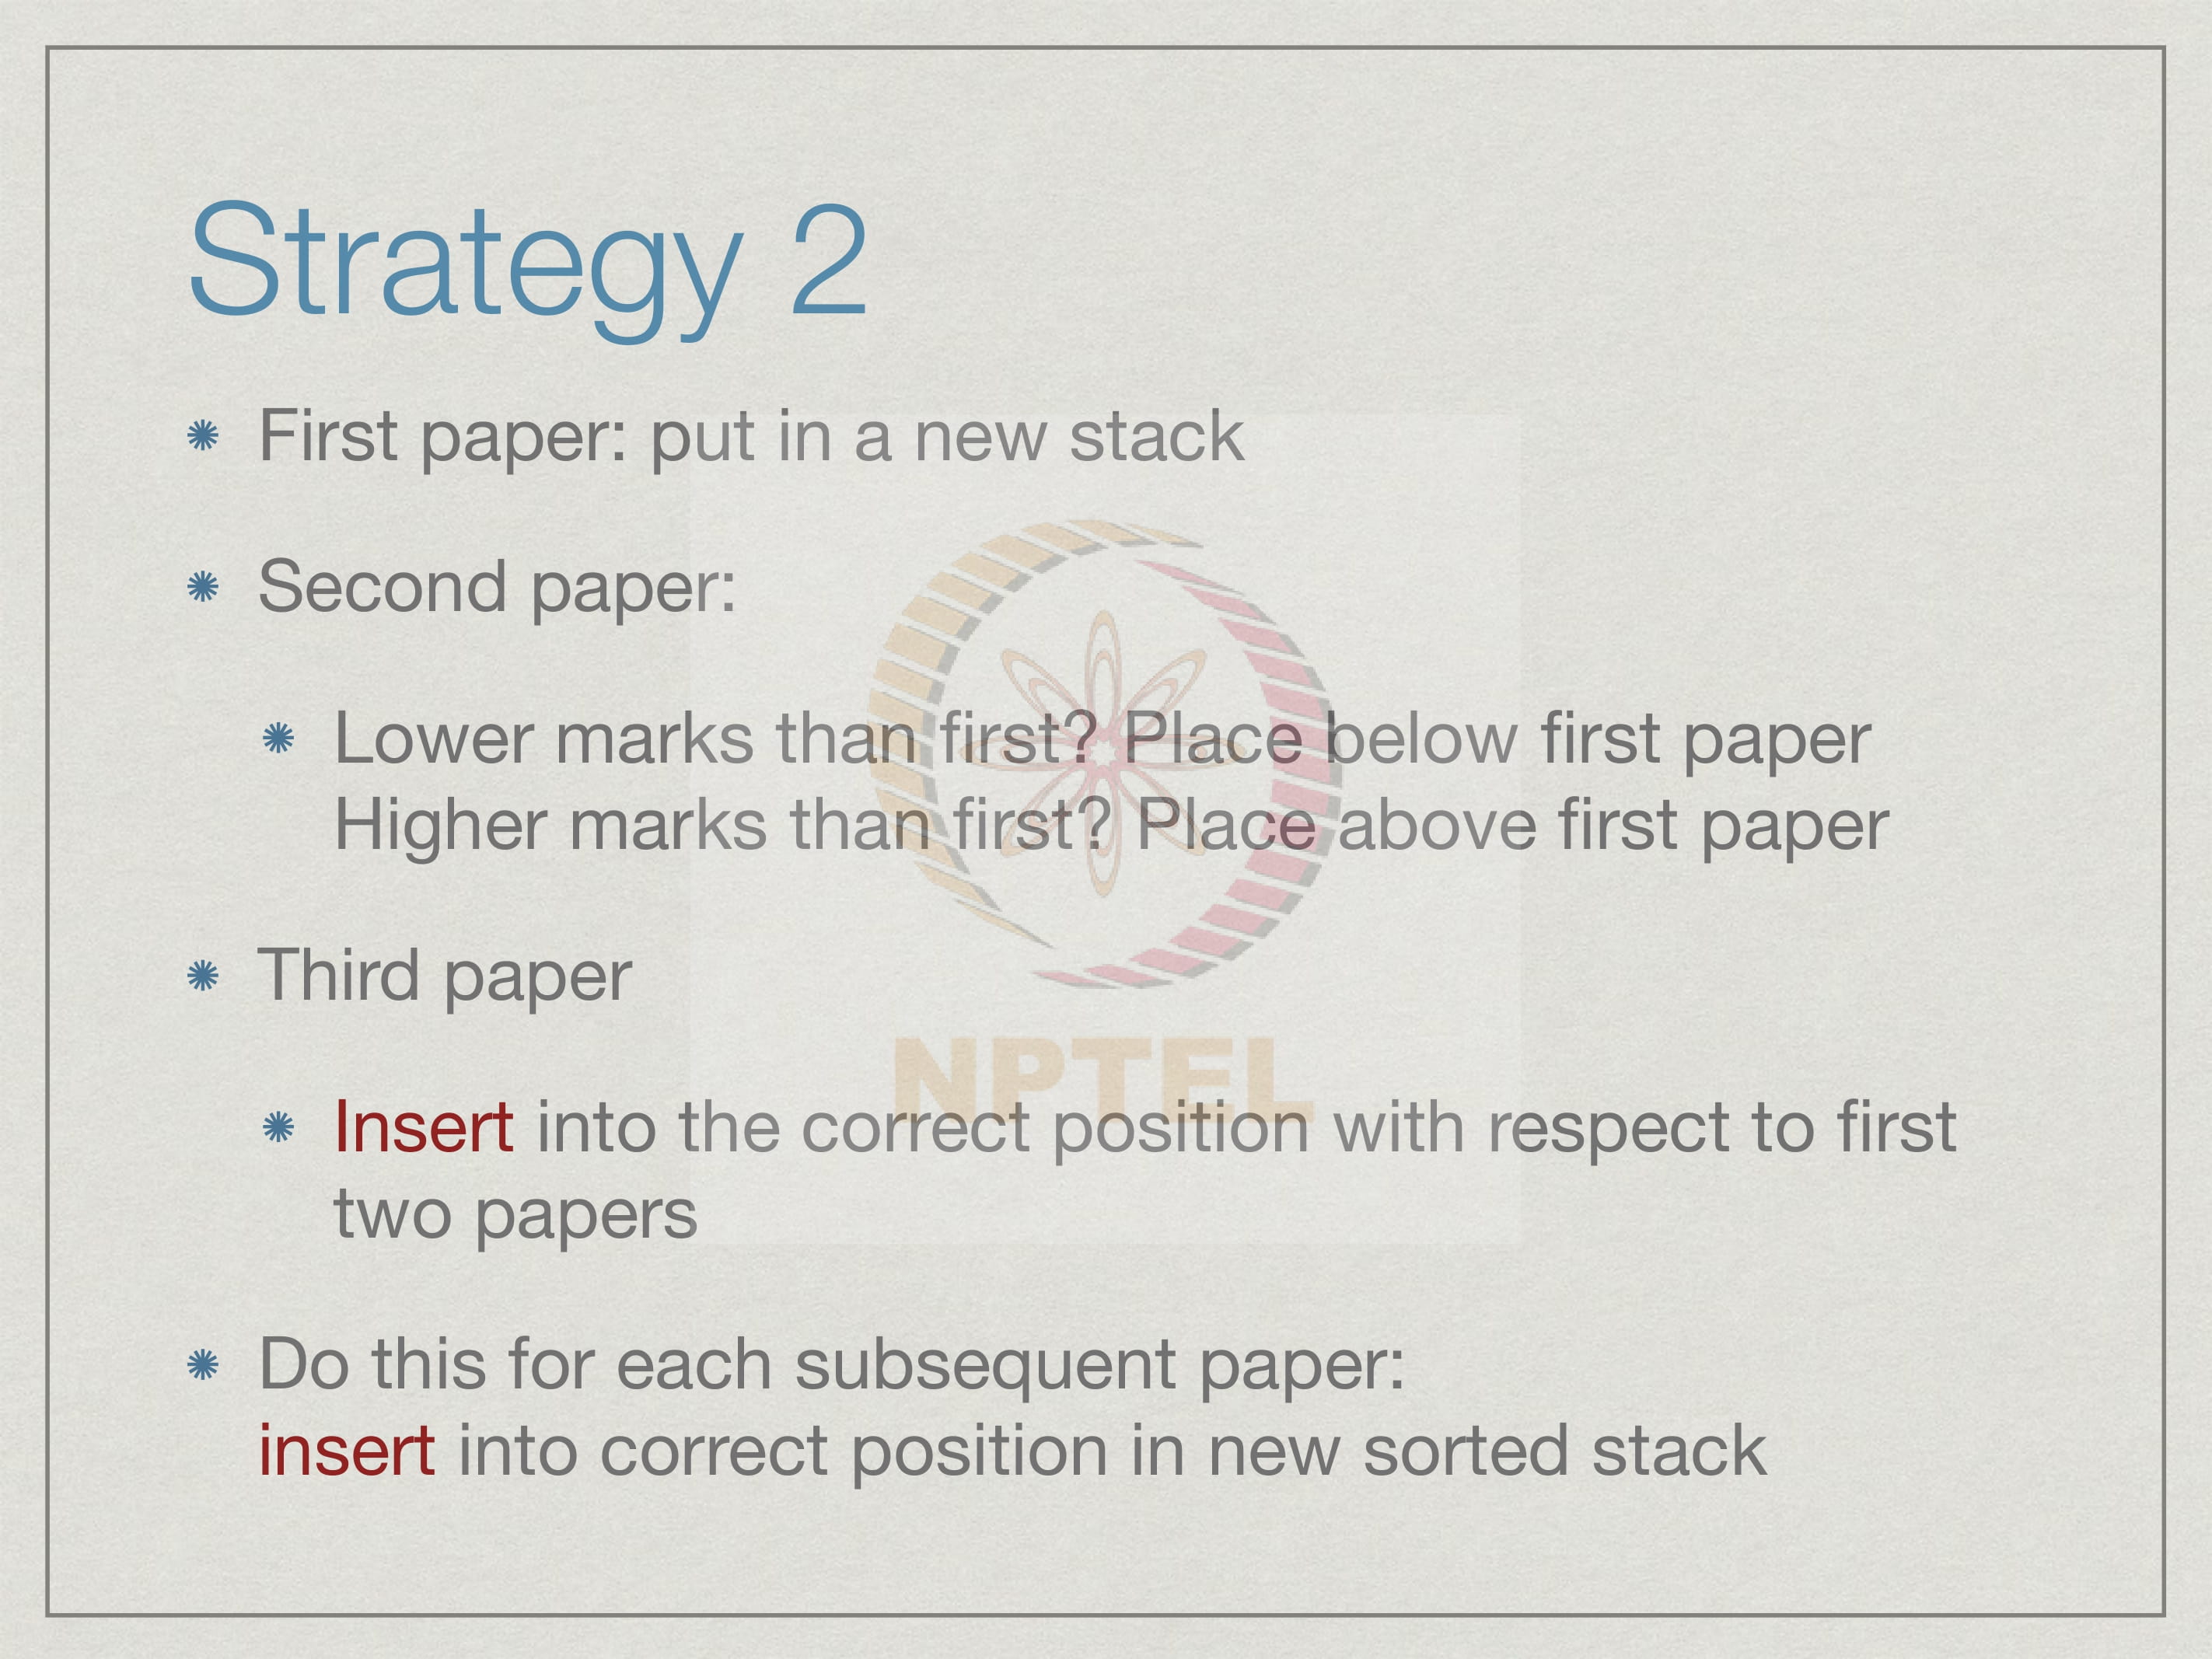 Strategy 2
First paper: put in a new stack
Second paper:
Lower marks than first? Place below first paper
Higher marks than first? Place above first paper
Third paper
Insert into the correct position with respect to first
two papers
Do this for each subsequent paper:
insert into correct position in new sorted stack
NPTEL